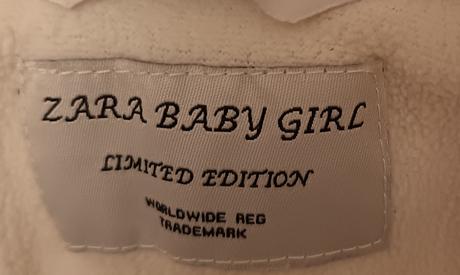 ZARA BABY GIRL
LIMITED EDITION
WORLDWIDE REG
TRADEMARK